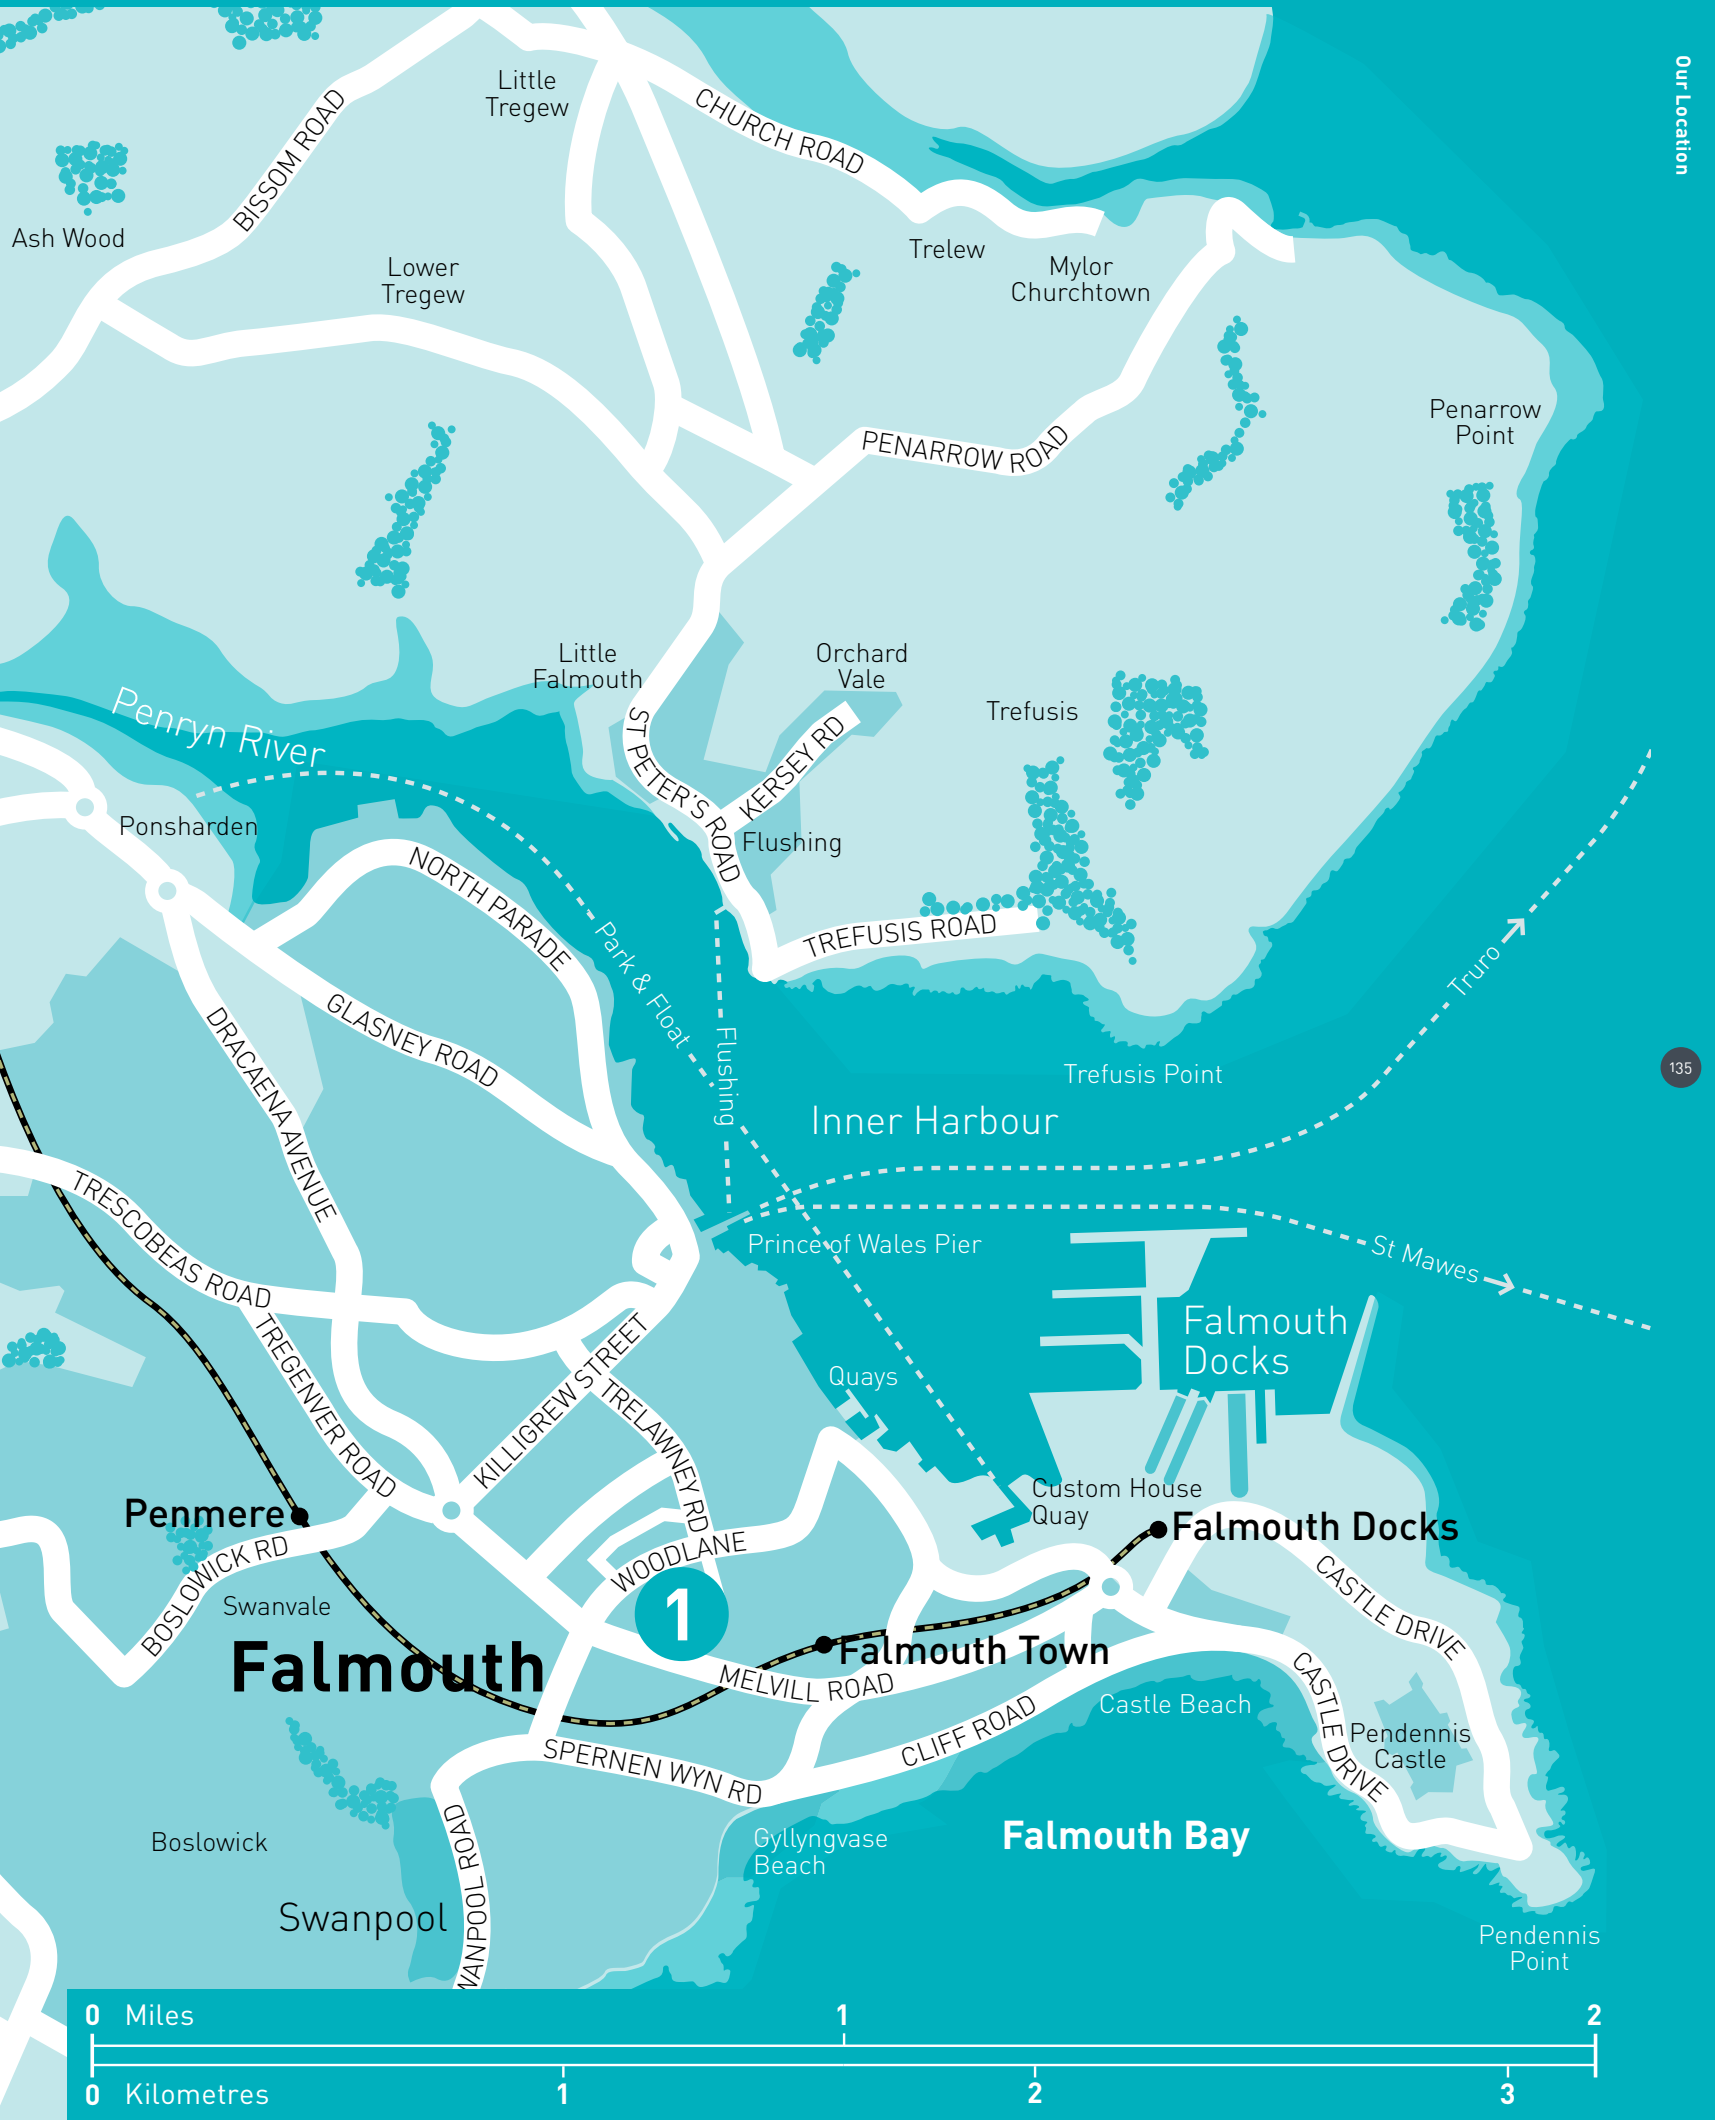 Our Location
Little
Tregew
CHURCH ROAD
BISSOM ROAD
Ash Wood
Lower
Tregew
Trelew
Mylor
Churchtown
Penarrow
Point
PENARROW ROAD
Little
Falmouth
Orchard
Vale
Trefusis
Penryn River
ST PETER'S ROAD
KERSEY RD
Ponsharden
Flushing
NORTH PARADE
TREFUSIS ROAD
Park & Float
Truro
GLASNEY ROAD
DRACAENA AVENUE
Flushing
Trefusis Point
135
Inner Harbour
TRESCOBEAS ROAD
Prince of Wales Pier
St Mawes
Falmouth
Docks
TREGENVER ROAD
KILLIGREW STREET
Quays
TRELAWNEY RD
Custom House
Quay
Penmere
Falmouth Docks
BOSLOWICK RD
WOODLANE
CASTLE DRIVE
Swanvale
1
Falmouth
Falmouth Town
MELVILL ROAD
CASTLE DRIVE
Castle Beach
Pendennis
Castle
CLIFF ROAD
SPERNEN WYN RD
Boslowick
WANPOOL ROAD
Gyllyngvase
Beach
Falmouth Bay
Swanpool
Pendennis
Point
0 Miles 1 2
0 Kilometres 1 2 3